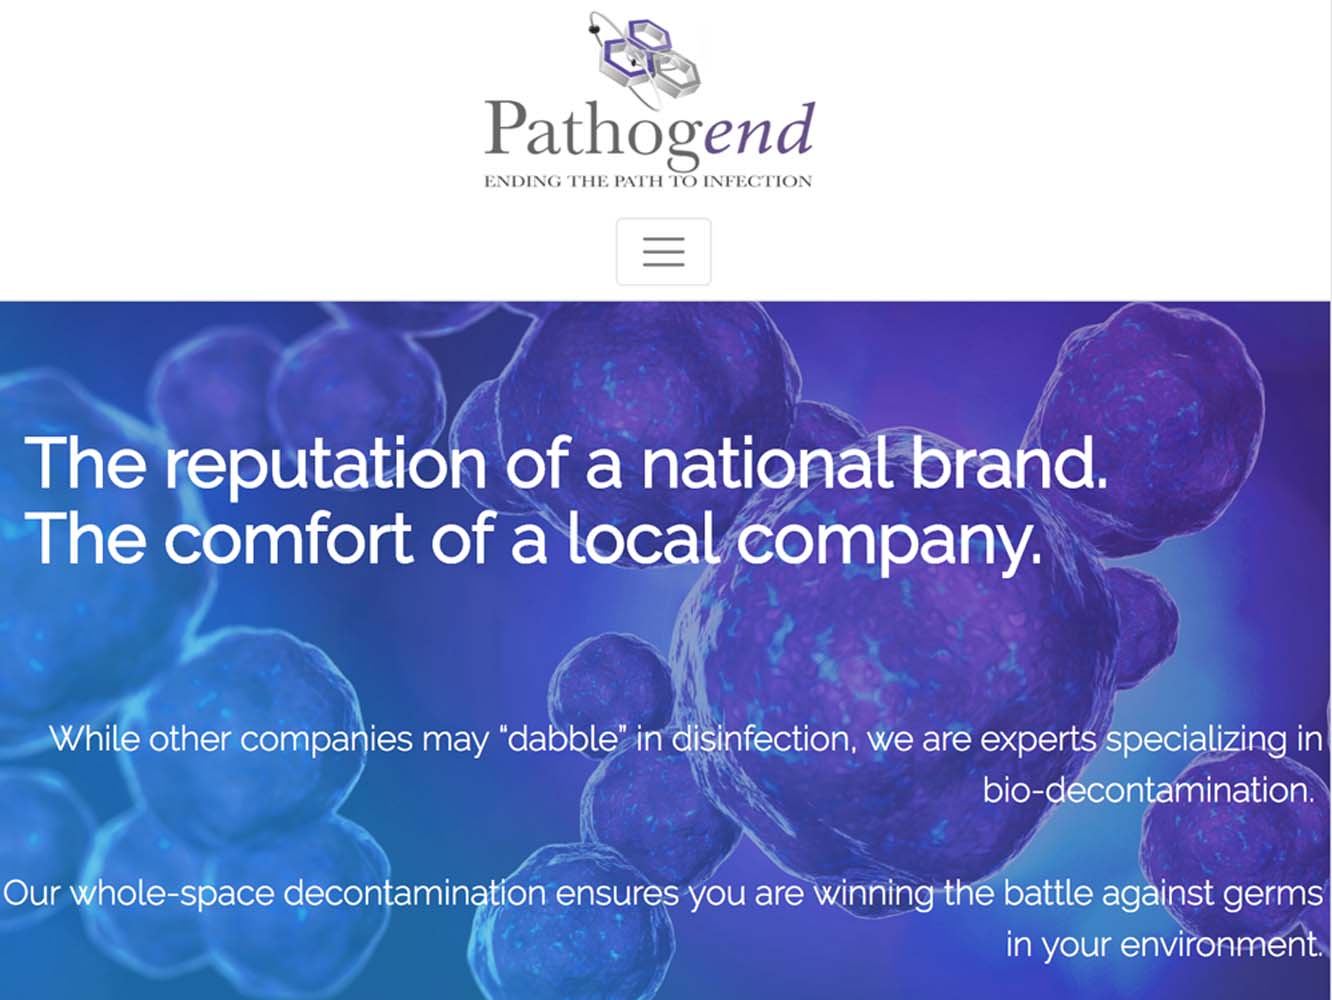 Pathogend
ENDING THE PATH TO INFECTION
The reputation of a national brand.
The comfort of a local company.
While other companies may “dabble” in disinfection, we are experts specializing in
bio-decontamination.
Our whole-space decontamination ensures you are winning the battle against germs
in your environment.